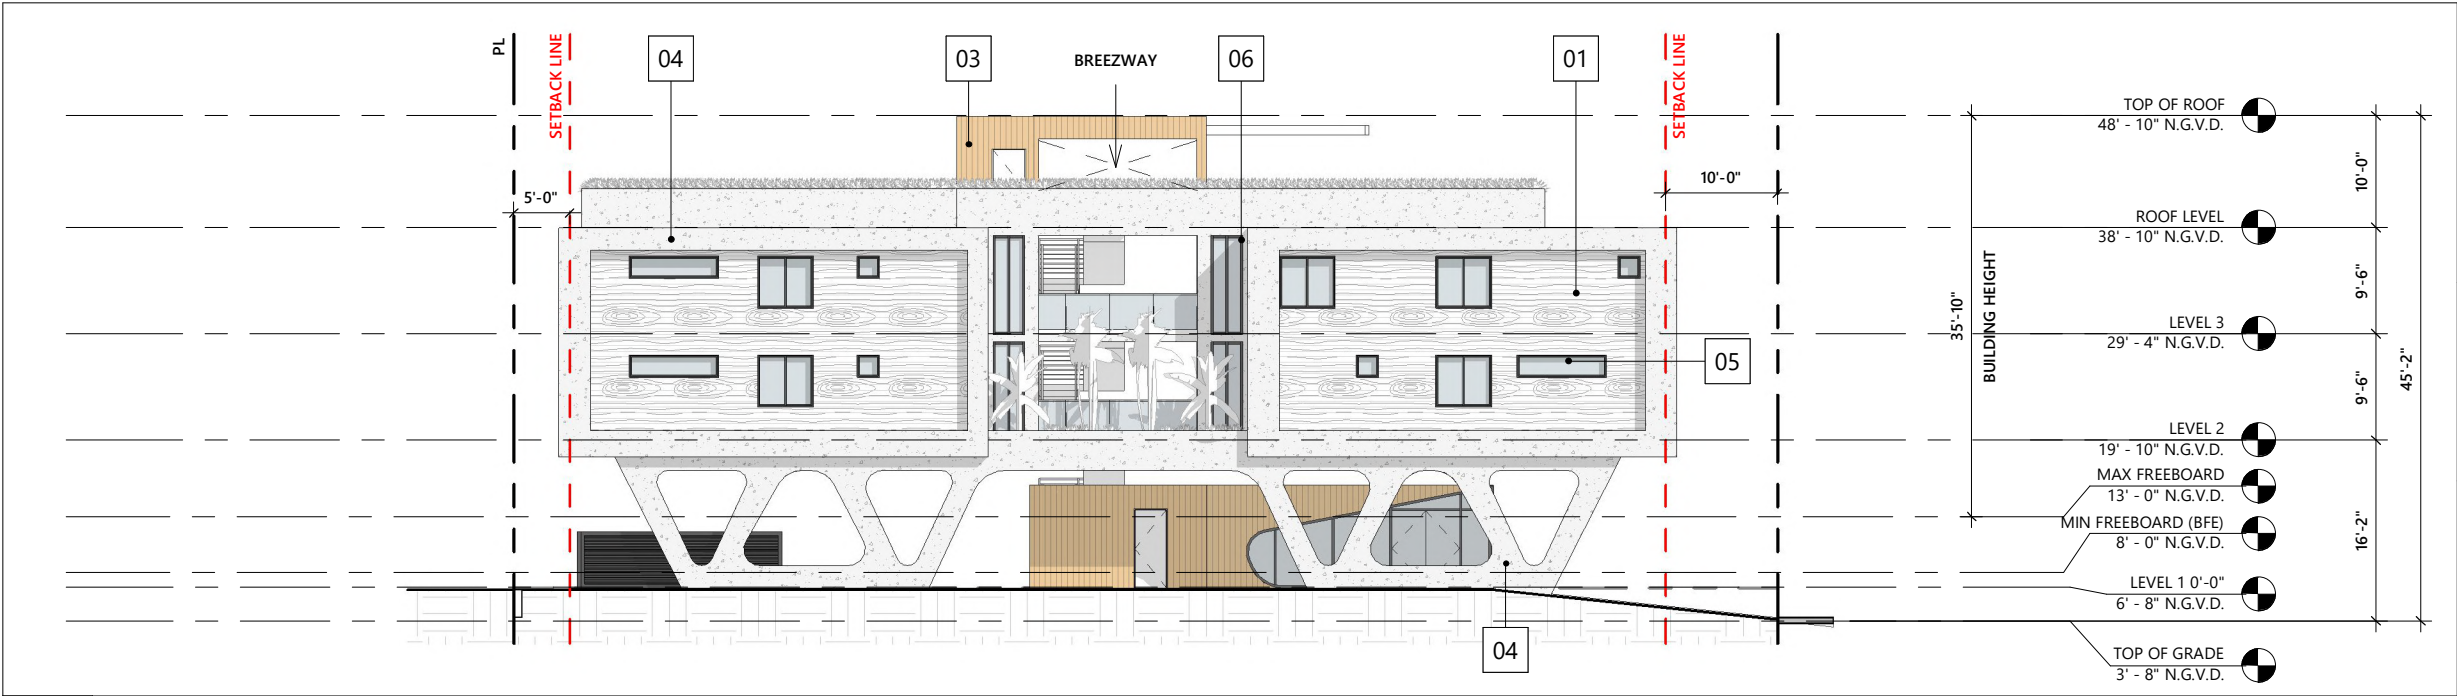 PL
SETBACK LINE
04
03
BREEZWAY
06
01
SETBACK LINE
5'-0"
10'-0"
05
04
35'-10"
BUILDING HEIGHT
TOP OF ROOF
48' - 10" N.G.V.D.
ROOF LEVEL
38' - 10" N.G.V.D.
LEVEL 3
29' - 4" N.G.V.D.
LEVEL 2
19' - 10" N.G.V.D.
MAX FREEBOARD
13' - 0" N.G.V.D.
MIN FREEBOARD (BFE)
8' - 0" N.G.V.D.
LEVEL 1 0'-0"
6' - 8" N.G.V.D.
TOP OF GRADE
3' - 8" N.G.V.D.
10'-0"
9'-6"
9'-6"
16'-2"
45'-2"